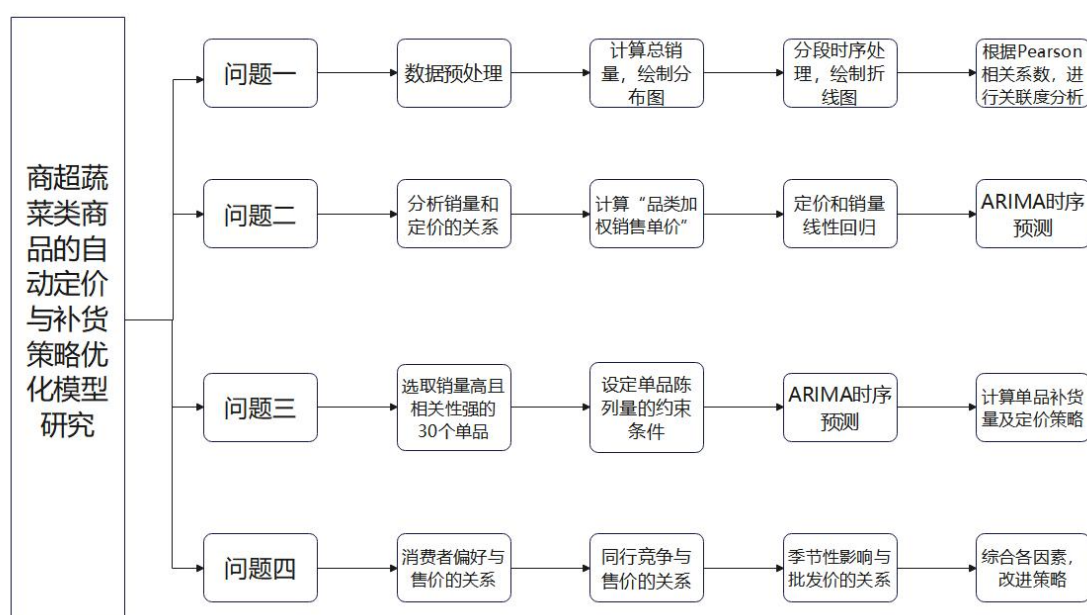 商超蔬
菜类商
品的自
动定价
与补货
策略优
化模型
研究
问题一
数据预处理
计算总销
量，绘制分
布图
分段时序处
理，绘制折
线图
根据Pearson
相关系数，进
行关联度分析
问题二
分析销量和
定价的关系
计算“品类加
权销售单价”
定价和销量
线性回归
ARIMA时序
预测
问题三
选取销量高且
相关性强的
30个单品
设定单品陈
列量的约束
条件
ARIMA时序
预测
计算单品补货
量及定价策略
问题四
消费者偏好与
售价的关系
同行竞争与
售价的关系
季节性影响与
批发价的关系
综合各因素，
改进策略